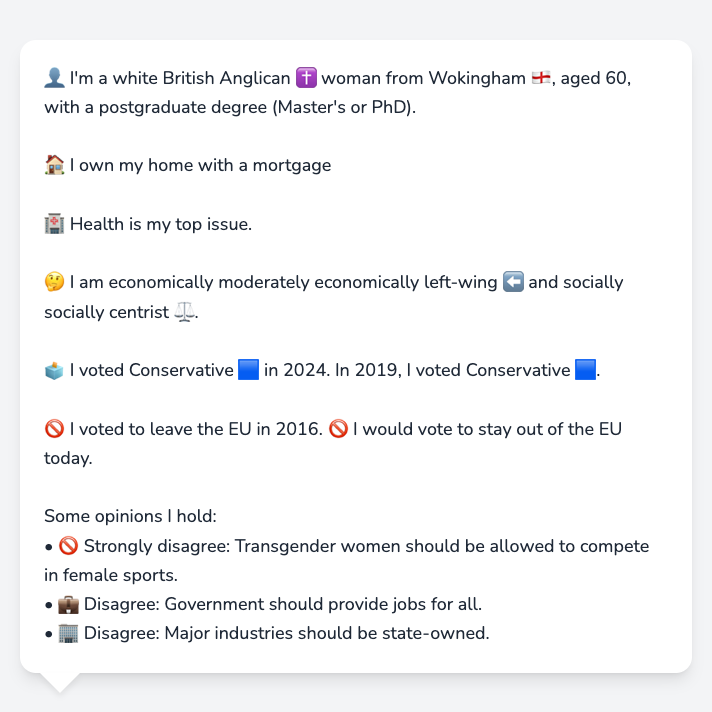 👤 I'm a white British Anglican ✝️ woman from Wokingham 🏴󠁧󠁢󠁥󠁮󠁧󠁿, aged 60,
with a postgraduate degree (Master's or PhD).
🏠 I own my home with a mortgage
🏥 Health is my top issue.
🤔 I am economically moderately economically left-wing ⬅️ and socially
socially centrist ⚖️.
🗳️ I voted Conservative 🟦 in 2024. In 2019, I voted Conservative 🟦.
🚫 I voted to leave the EU in 2016. 🚫 I would vote to stay out of the EU
today.
Some opinions I hold:
• 🚫 Strongly disagree: Transgender women should be allowed to compete
in female sports.
• 💼 Disagree: Government should provide jobs for all.
• 🏢 Disagree: Major industries should be state-owned.